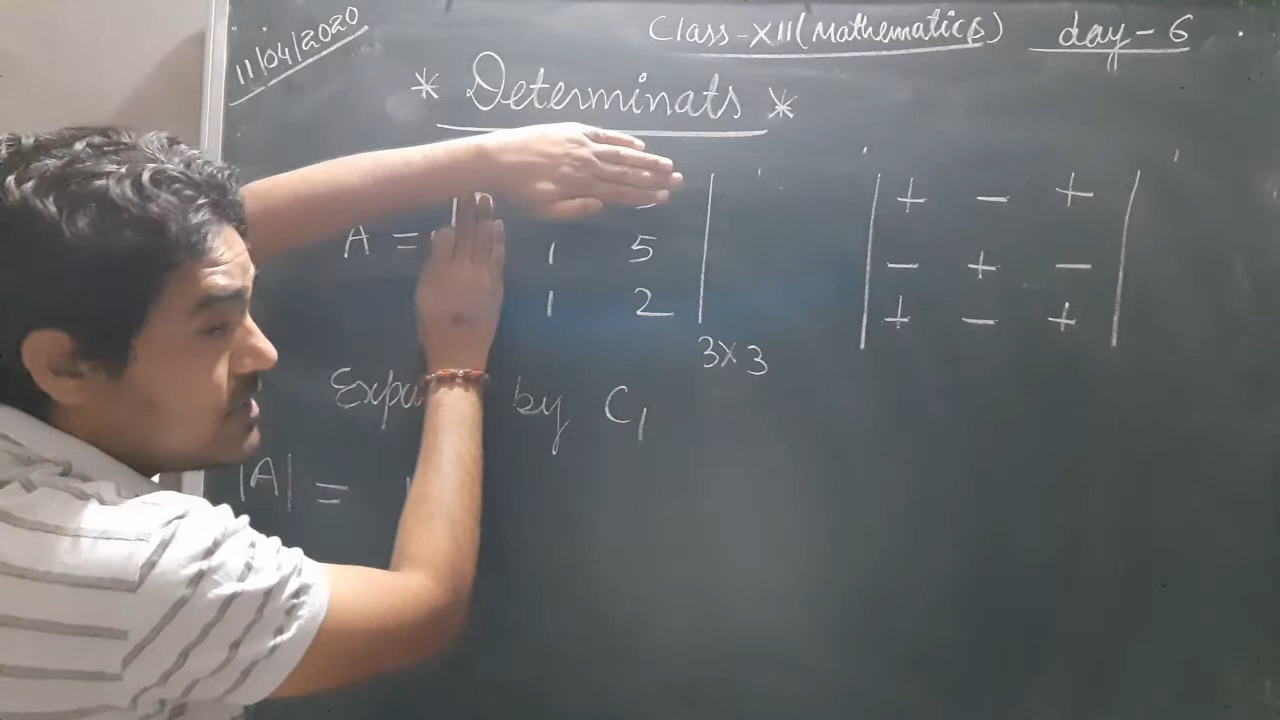 11/04/2020
Class-XII (Mathematics) day-6
* Determinats *
A =
1 5
1 2
3×3
+ - +
- + -
+ - +
by C1
|A| =